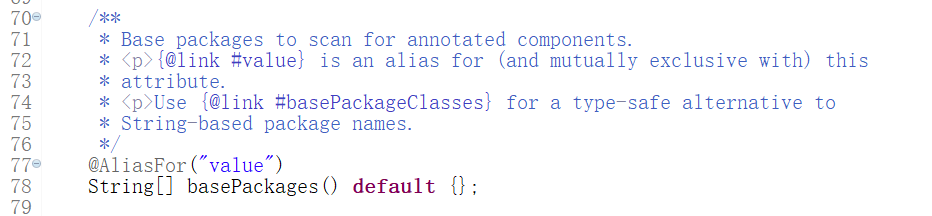 70 /**
71 * Base packages to scan for annotated components.
72 * <p>{@link #value} is an alias for (and mutually exclusive with) this
73 * attribute.
74 * <p>Use {@link #basePackageClasses} for a type-safe alternative to
75 * String-based package names.
76 */
77 @AliasFor("value")
78 String[] basePackages() default {};
79